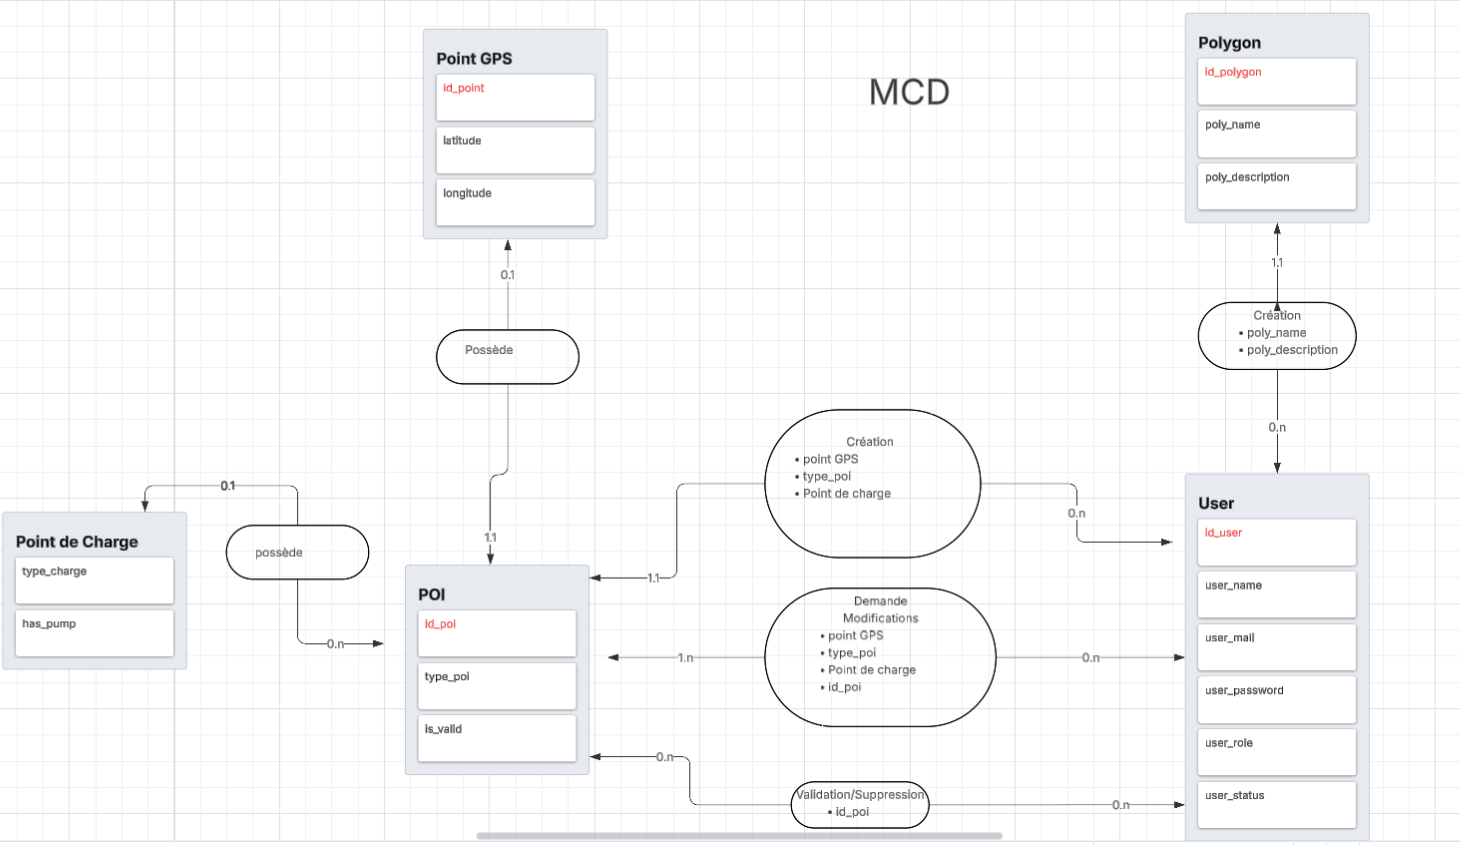 MCD
Point GPS
id_point
latitude
longitude
0.1
Possède
1.1
Polygon
id_polygon
poly_name
poly_description
1.1
Création
▪ poly_name
▪ poly_description
0.n
Point de Charge
type_charge
has_pump
0.1
possède
0.n
POI
id_poi
type_poi
is_valid
Création
▪ point GPS
▪ type_poi
▪ Point de charge
1.1
0.n
Demande
Modifications
▪ point GPS
▪ type_poi
▪ Point de charge
▪ id_poi
1.n
0.n
Validation/Suppression
▪ id_poi
0.n
0.n
User
id_user
user_name
user_mail
user_password
user_role
user_status